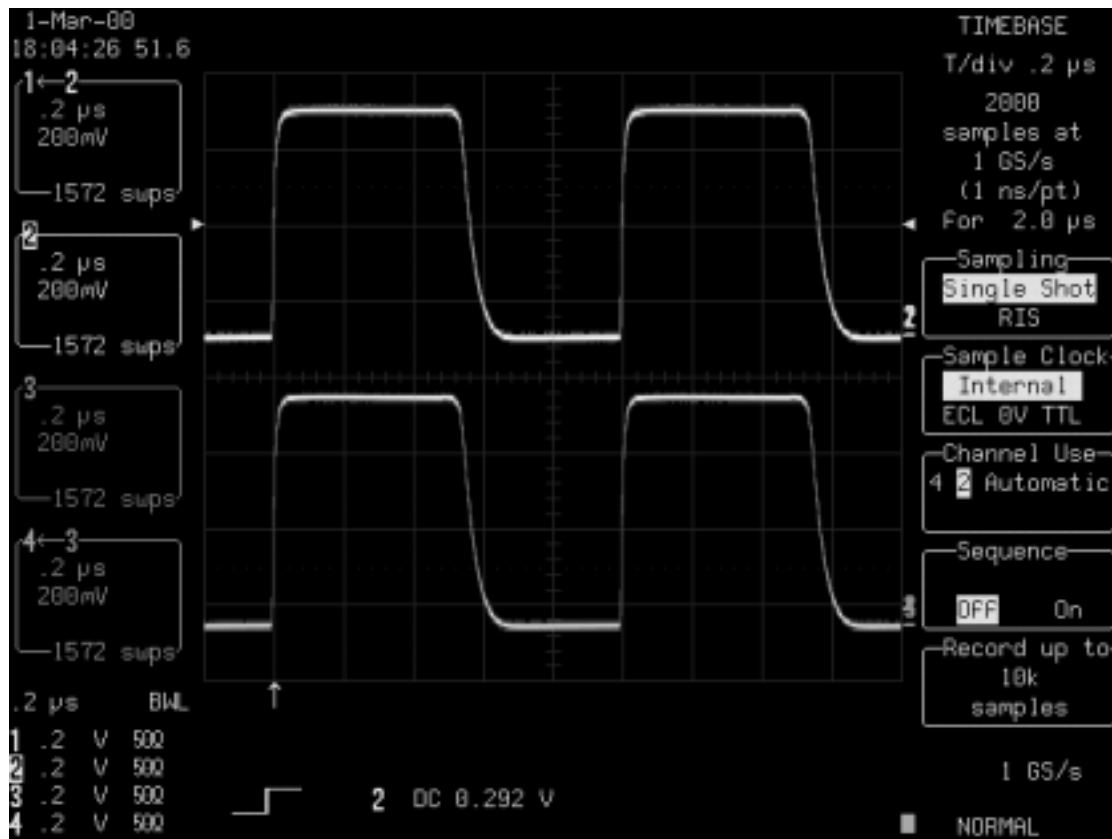 1-Mar-00
18:04:26 51.6
1←2
.2 µs
200mV
1572 swps
2
.2 µs
200mV
1572 swps
3
.2 µs
200mV
1572 swps
4←3
.2 µs
200mV
1572 swps
.2 µs BWL
1 .2 V 50Ω
2 .2 V 50Ω
3 .2 V 50Ω
4 .2 V 50Ω
2 DC 0.292 V
2
3
TIMEBASE
T/div .2 µs
2000
samples at
1 GS/s
(1 ns/pt)
For 2.0 µs
Sampling
Single Shot
RIS
Sample Clock
Internal
ECL 0V TTL
Channel Use
4 2 Automatic
Sequence
OFF On
Record up to
10k
samples
1 GS/s
NORMAL